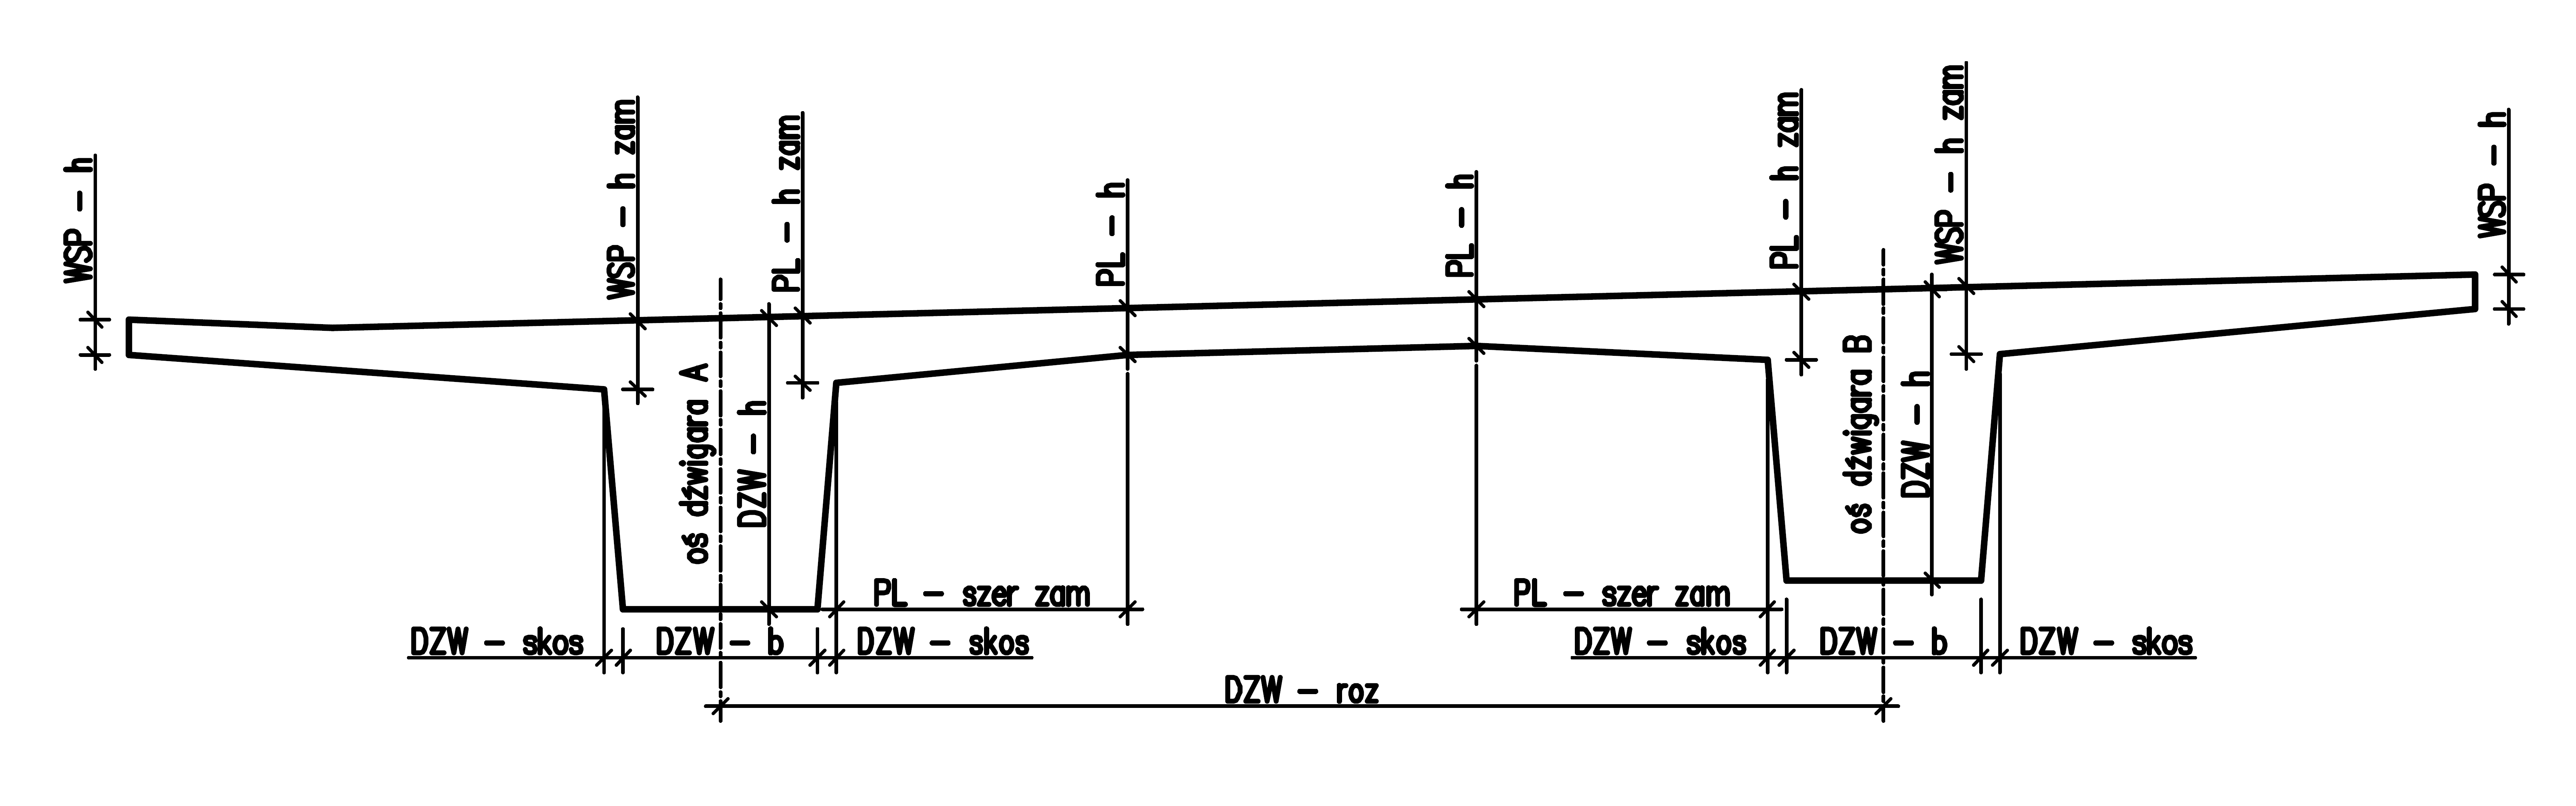 WSP - h
WSP - h zam
PL - h zam
PL - h
PL - h
PL - h zam
WSP - h zam
WSP - h
oś dźwigara A
DZW - h
oś dźwigara B
DZW - h
PL - szer zam
PL - szer zam
DZW - skos
DZW - b
DZW - skos
DZW - skos
DZW - b
DZW - skos
DZW - roz